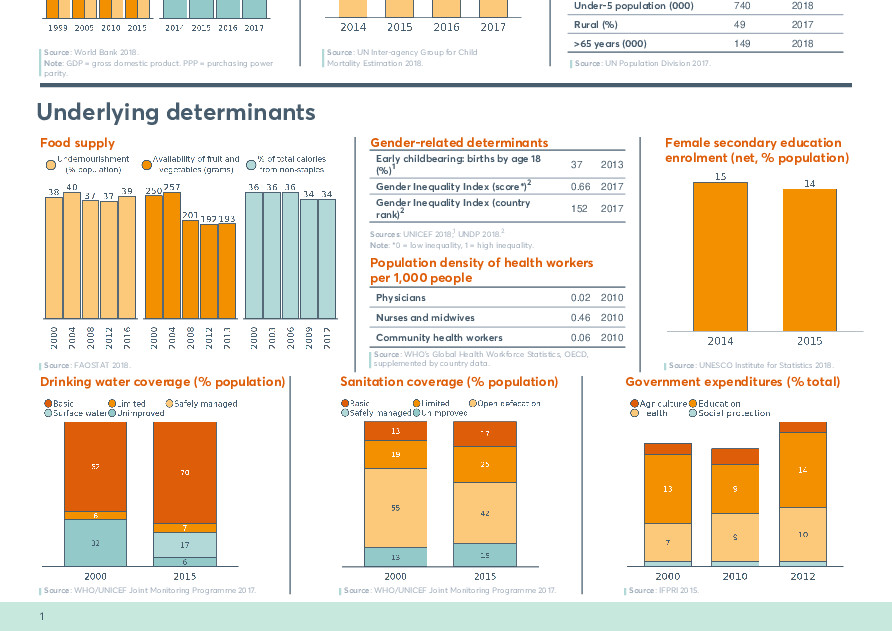 1999 2005 2010 2015
2014 2015 2016 2017
Source: World Bank 2018.
Note: GDP = gross domestic product. PPP = purchasing power
parity.
2014 2015 2016 2017
Source: UN Inter-agency Group for Child
Mortality Estimation 2018.
Under-5 population (000) 740 2018
Rural (%) 49 2017
>65 years (000) 149 2018
Source: UN Population Division 2017.
Underlying determinants
Food supply
Undernourishment
(% population)
Availability of fruit and
vegetables (grams)
% of total calories
from non-staples
38 40 37 37 39
250 257 201 192 193
36 36 36 34 34
2000 2004 2008 2012 2016
2000 2004 2008 2012 2013
2000 2003 2006 2009 2012
Source: FAOSTAT 2018.
Gender-related determinants
Early childbearing: births by age 18
(%)1 37 2013
Gender Inequality Index (score*)2 0.66 2017
Gender Inequality Index (country
rank)2 152 2017
Sources: UNICEF 2018,1 UNDP 2018.2
Note: *0 = low inequality, 1 = high inequality.
Population density of health workers
per 1,000 people
Physicians 0.02 2010
Nurses and midwives 0.46 2010
Community health workers 0.06 2010
Source: WHO's Global Health Workforce Statistics, OECD,
supplemented by country data.
Female secondary education
enrolment (net, % population)
15 14
2014 2015
Source: UNESCO Institute for Statistics 2018.
Drinking water coverage (% population)
Basic Limited Safely managed
Surface water Unimproved
62 6 32
70 7 17 6
2000 2015
Source: WHO/UNICEF Joint Monitoring Programme 2017.
Sanitation coverage (% population)
Basic Limited Open defecation
Safely managed Unimproved
13 19 55 13
17 25 42 15
2000 2015
Source: WHO/UNICEF Joint Monitoring Programme 2017.
Government expenditures (% total)
Agriculture Education
Health Social protection
13 7
9 9
14 10
2000 2010 2012
Source: IFPRI 2015.
1